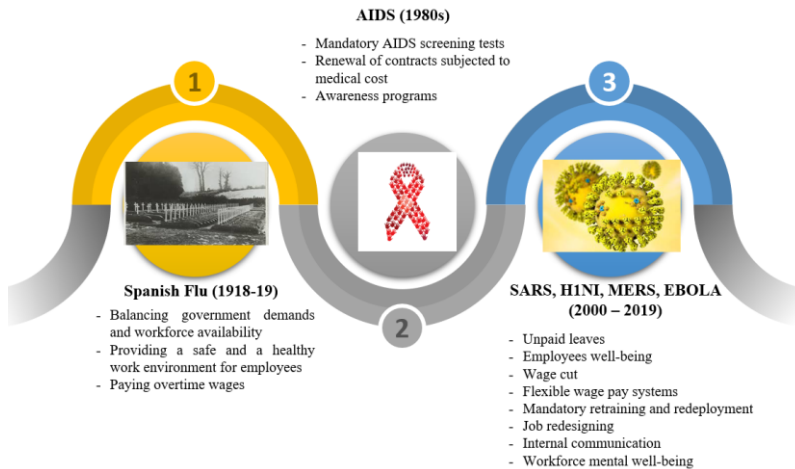 AIDS (1980s)
- Mandatory AIDS screening tests
- Renewal of contracts subjected to
medical cost
- Awareness programs
1
3
Spanish Flu (1918-19)
- Balancing government demands
and workforce availability
- Providing a safe and a healthy
work environment for employees
- Paying overtime wages
2
SARS, H1NI, MERS, EBOLA
(2000 – 2019)
- Unpaid leaves
- Employees well-being
- Wage cut
- Flexible wage pay systems
- Mandatory retraining and redeployment
- Job redesigning
- Internal communication
- Workforce mental well-being